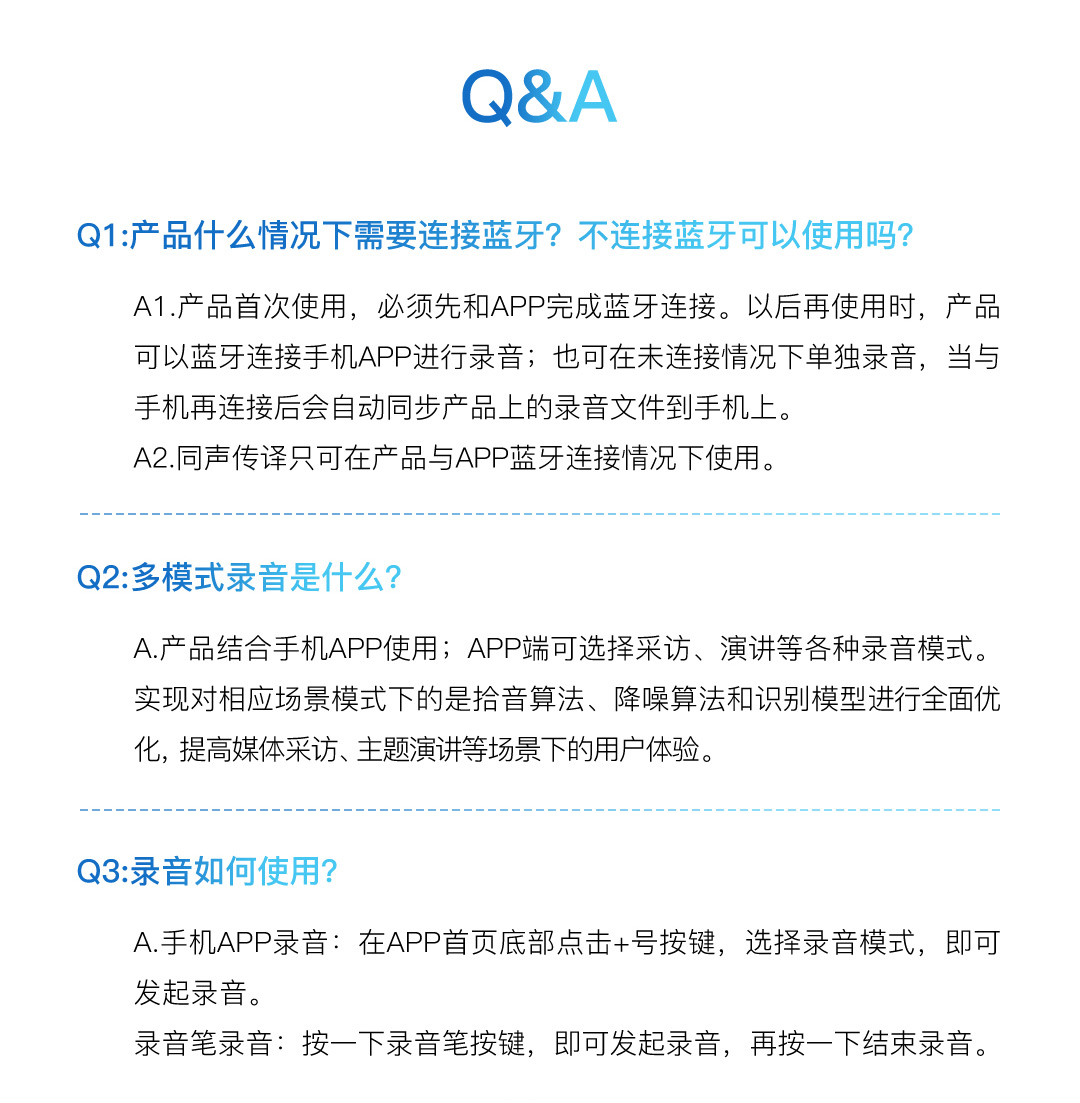 Q&A
Q1:产品什么情况下需要连接蓝牙？不连接蓝牙可以使用吗?
A1.产品首次使用，必须先和APP完成蓝牙连接。以后再使用时，产品
可以蓝牙连接手机APP进行录音；也可在未连接情况下单独录音，当与
手机再连接后会自动同步产品上的录音文件到手机上。
A2.同声传译只可在产品与APP蓝牙连接情况下使用。
Q2:多模式录音是什么?
A.产品结合手机APP使用；APP端可选择采访、演讲等各种录音模式。
实现对相应场景模式下的是拾音算法、降噪算法和识别模型进行全面优
化, 提高媒体采访、主题演讲等场景下的用户体验。
Q3:录音如何使用?
A.手机APP录音：在APP首页底部点击+号按键，选择录音模式，即可
发起录音。
录音笔录音：按一下录音笔按键，即可发起录音，再按一下结束录音。